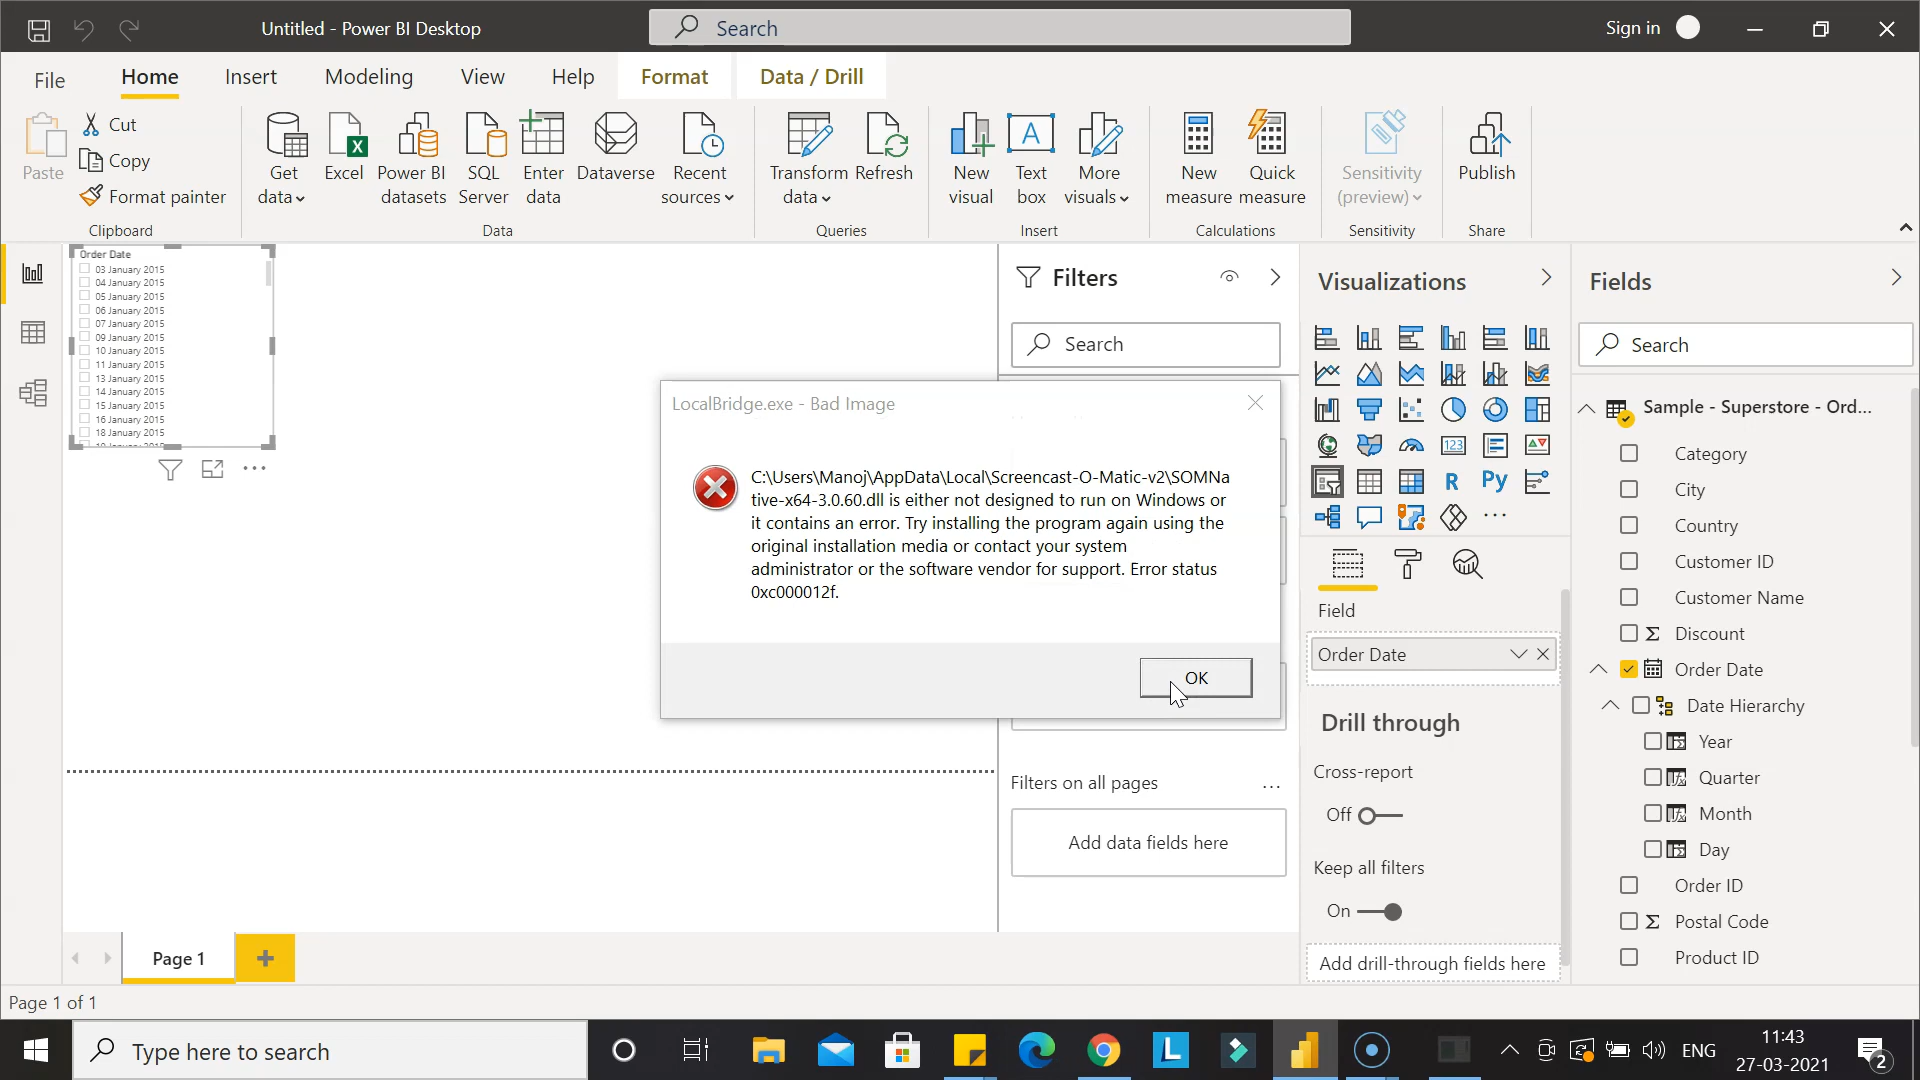 Untitled - Power BI Desktop
Search
Sign in
File
Home
Insert
Modeling
View
Help
Format
Data / Drill
Paste
Cut
Copy
Format painter
Clipboard
Get data
Excel
Power BI datasets
SQL Server
Enter data
Dataverse
Recent sources
Data
Transform data
Refresh
Queries
New visual
Text box
More visuals
Insert
New measure
Quick measure
Calculations
Sensitivity (preview)
Sensitivity
Publish
Share
Order Date
03 January 2015
04 January 2015
05 January 2015
06 January 2015
07 January 2015
09 January 2015
10 January 2015
11 January 2015
13 January 2015
14 January 2015
15 January 2015
16 January 2015
18 January 2015
Filters
Search
LocalBridge.exe - Bad Image
C:\Users\Manoj\AppData\Local\Screencast-O-Matic-v2\SOMNa
tive-x64-3.0.60.dll is either not designed to run on Windows or
it contains an error. Try installing the program again using the
original installation media or contact your system
administrator or the software vendor for support. Error status
0xc000012f.
OK
Filters on all pages
...
Add data fields here
Visualizations
123
R
Py
...
Field
Order Date
Drill through
Cross-report
Off
Keep all filters
On
Add drill-through fields here
Fields
Search
Sample - Superstore - Ord...
Category
City
Country
Customer ID
Customer Name
Σ Discount
Order Date
Date Hierarchy
Year
Quarter
Month
Day
Order ID
Σ Postal Code
Product ID
Page 1
+
Page 1 of 1
Type here to search
L
ENG
11:43
27-03-2021
2